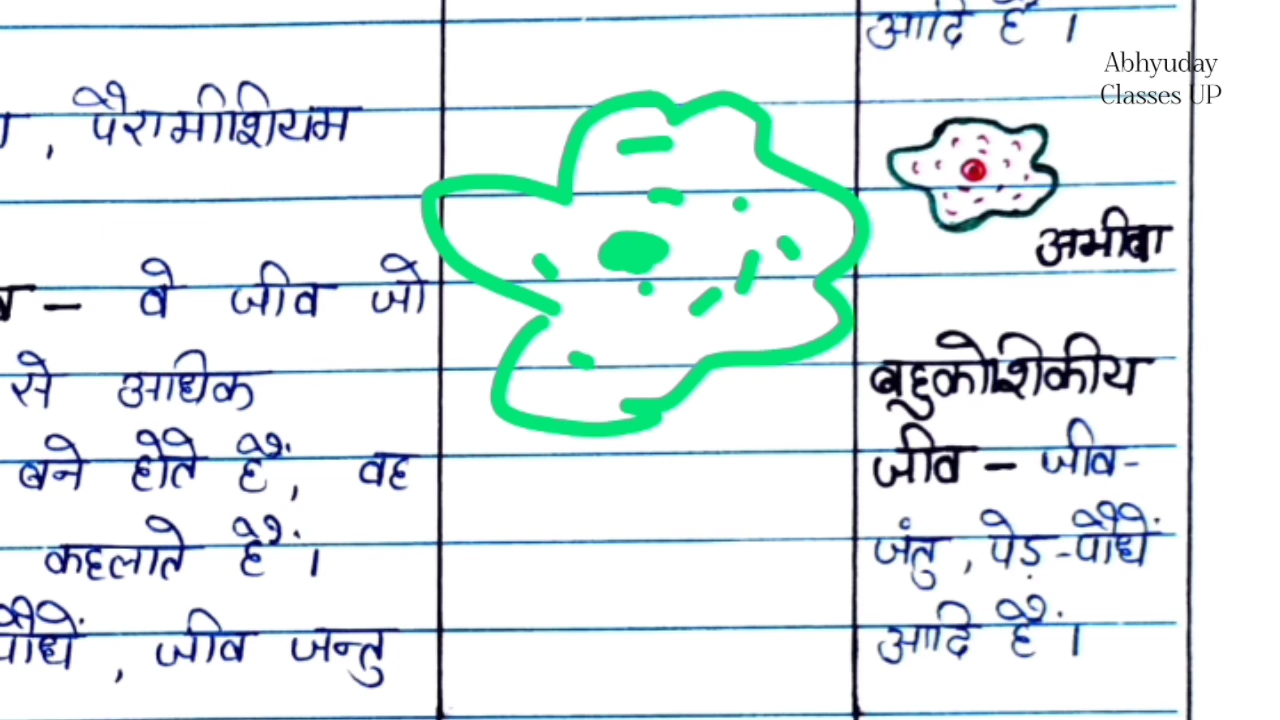 आदि हैं ।
Abhyuday
Classes UP
, पैरामीशियम
अमीबा
– वे जीव जो
से अधिक
बने होते हैं, वह
कहलाते हैं।
, जीव जन्तु
बहुकोशिकीय
जीव – जीव-
जंतु, पेड़-पौधें
आदि हैं।